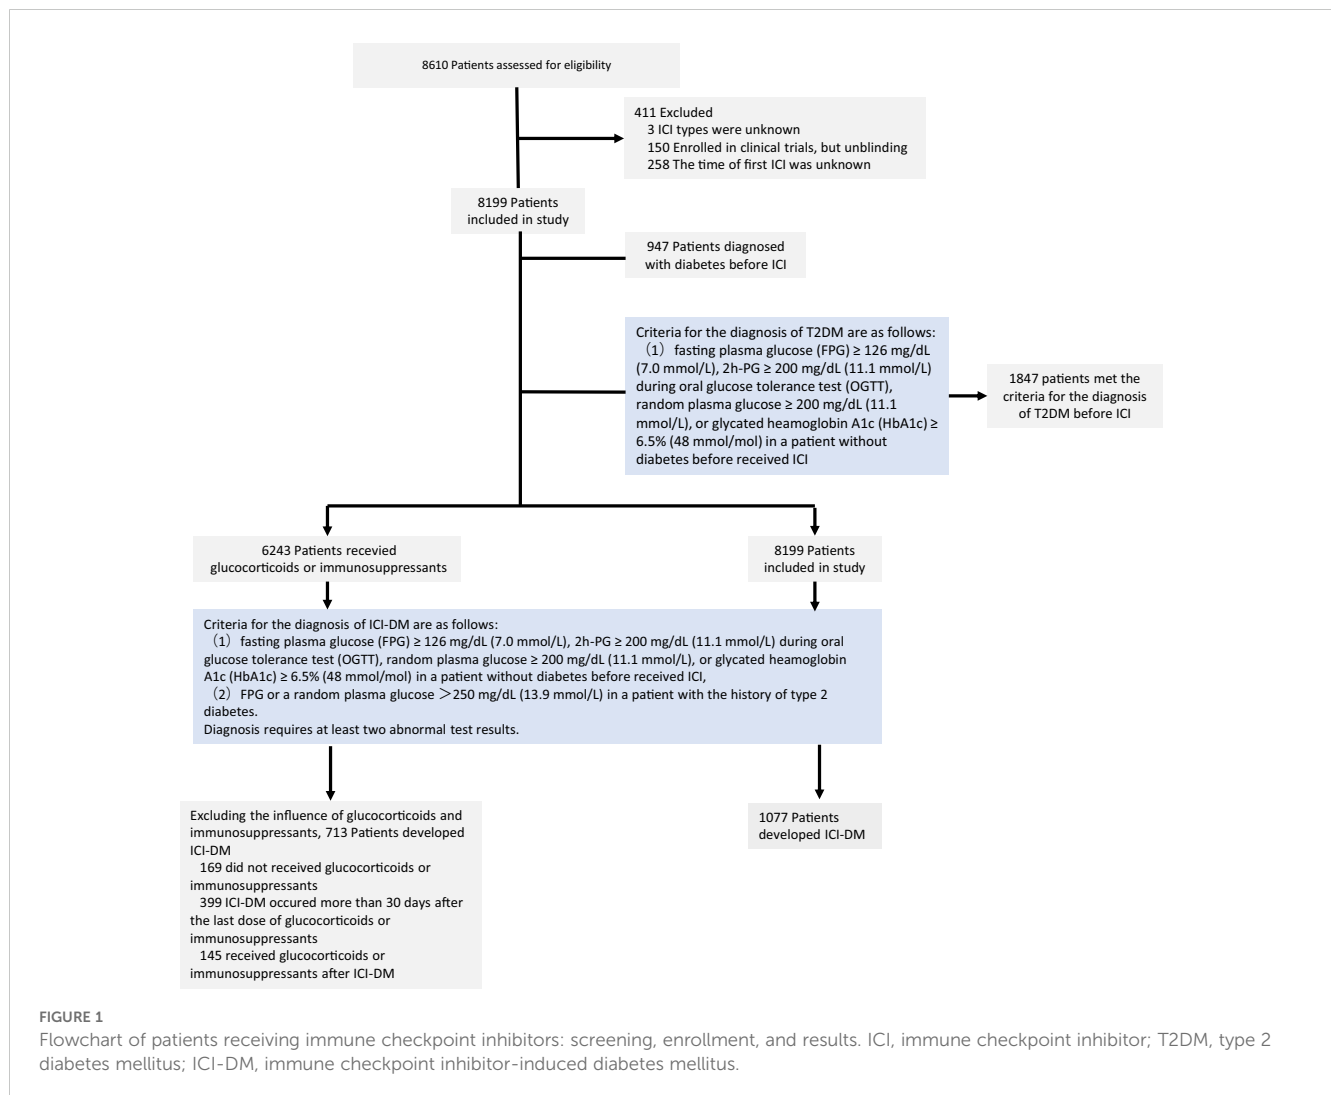 8610 Patients assessed for eligibility
411 Excluded
3 ICI types were unknown
150 Enrolled in clinical trials, but unblinding
258 The time of first ICI was unknown
8199 Patients
included in study
947 Patients diagnosed
with diabetes before ICI
Criteria for the diagnosis of T2DM are as follows:
（1）fasting plasma glucose (FPG) ≥ 126 mg/dL
(7.0 mmol/L), 2h-PG ≥ 200 mg/dL (11.1 mmol/L)
during oral glucose tolerance test (OGTT),
random plasma glucose ≥ 200 mg/dL (11.1
mmol/L), or glycated heamoglobin A1c (HbA1c) ≥
6.5% (48 mmol/mol) in a patient without
diabetes before received ICI
1847 patients met the
criteria for the diagnosis
of T2DM before ICI
6243 Patients recevied
glucocorticoids or immunosuppressants
8199 Patients
included in study
Criteria for the diagnosis of ICI-DM are as follows:
（1）fasting plasma glucose (FPG) ≥ 126 mg/dL (7.0 mmol/L), 2h-PG ≥ 200 mg/dL (11.1 mmol/L) during oral
glucose tolerance test (OGTT), random plasma glucose ≥ 200 mg/dL (11.1 mmol/L), or glycated heamoglobin
A1c (HbA1c) ≥ 6.5% (48 mmol/mol) in a patient without diabetes before received ICI,
（2）FPG or a random plasma glucose ＞250 mg/dL (13.9 mmol/L) in a patient with the history of type 2
diabetes.
Diagnosis requires at least two abnormal test results.
Excluding the influence of glucocorticoids and
immunosuppressants, 713 Patients developed
ICI-DM
169 did not received glucocorticoids or
immunosuppressants
399 ICI-DM occured more than 30 days after
the last dose of glucocorticoids or
immunosuppressants
145 received glucocorticoids or
immunosuppressants after ICI-DM
1077 Patients
developed ICI-DM
FIGURE 1
Flowchart of patients receiving immune checkpoint inhibitors: screening, enrollment, and results. ICI, immune checkpoint inhibitor; T2DM, type 2
diabetes mellitus; ICI-DM, immune checkpoint inhibitor-induced diabetes mellitus.